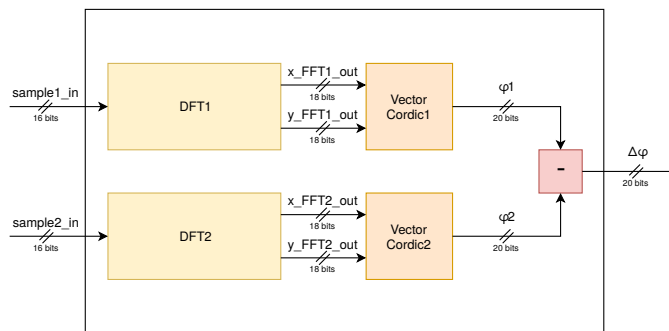 sample1_in
16 bits
DFT1
x_FFT1_out
18 bits
y_FFT1_out
18 bits
Vector
Cordic1
φ1
20 bits
-
Δφ
20 bits
sample2_in
16 bits
DFT2
x_FFT2_out
18 bits
y_FFT2_out
18 bits
Vector
Cordic2
φ2
20 bits